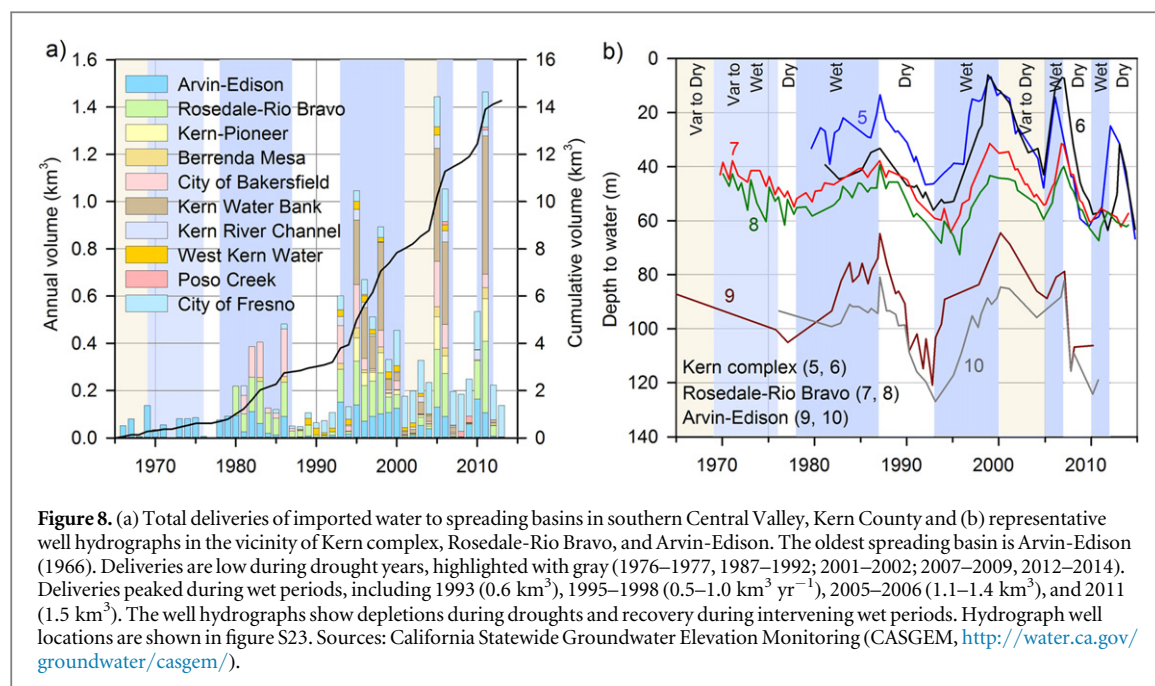 a)
1.6
1.4
1.2
1.0
0.8
0.6
0.4
0.2
0.0
Annual volume (km³)
Arvin-Edison
Rosedale-Rio Bravo
Kern-Pioneer
Berrenda Mesa
City of Bakersfield
Kern Water Bank
Kern River Channel
West Kern Water
Poso Creek
City of Fresno
16
14
12
10
8
6
4
2
0
Cumulative volume (km³)
1970 1980 1990 2000 2010
b)
0
20
40
60
80
100
120
140
Depth to water (m)
Var to Dry
Var to
Wet
Dry
Wet
Dry
Wet
Var to Dry
Wet
Dry
Wet
Dry
5
6
7
8
9
10
Kern complex (5, 6)
Rosedale-Rio Bravo (7, 8)
Arvin-Edison (9, 10)
1970 1980 1990 2000 2010
Figure 8. (a) Total deliveries of imported water to spreading basins in southern Central Valley, Kern County and (b) representative
well hydrographs in the vicinity of Kern complex, Rosedale-Rio Bravo, and Arvin-Edison. The oldest spreading basin is Arvin-Edison
(1966). Deliveries are low during drought years, highlighted with gray (1976–1977, 1987–1992; 2001–2002; 2007–2009, 2012–2014).
Deliveries peaked during wet periods, including 1993 (0.6 km³), 1995–1998 (0.5–1.0 km³ yr⁻¹), 2005–2006 (1.1–1.4 km³), and 2011
(1.5 km³). The well hydrographs show depletions during droughts and recovery during intervening wet periods. Hydrograph well
locations are shown in figure S23. Sources: California Statewide Groundwater Elevation Monitoring (CASGEM, http://water.ca.gov/
groundwater/casgem/).